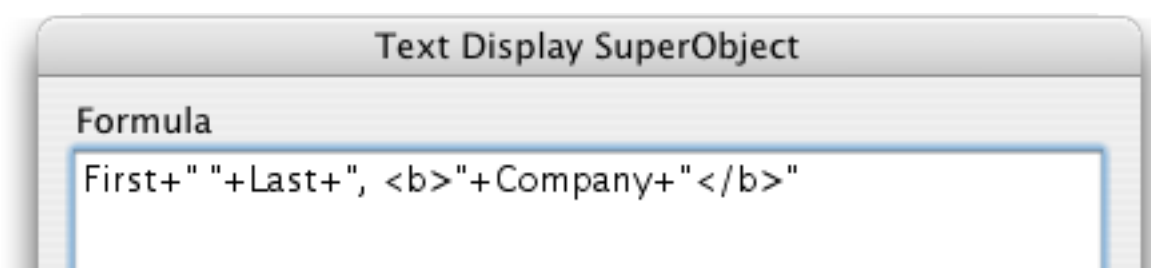 Text Display SuperObject
Formula
First+" "+Last+", <b>"+Company+"</b>"